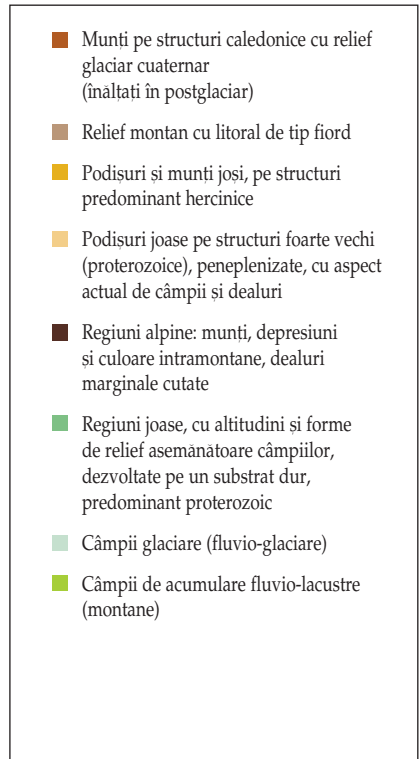 Munți pe structuri caledonice cu relief
glaciar cuaternar
(înălțați în postglaciar)
Relief montan cu litoral de tip fiord
Podișuri și munți joși, pe structuri
predominant hercinice
Podișuri joase pe structuri foarte vechi
(proterozoice), peneplenizate, cu aspect
actual de câmpii și dealuri
Regiuni alpine: munți, depresiuni
și culoare intramontane, dealuri
marginale cutate
Regiuni joase, cu altitudini și forme
de relief asemănătoare câmpiilor,
dezvoltate pe un substrat dur,
predominant proterozoic
Câmpii glaciare (fluvio-glaciare)
Câmpii de acumulare fluvio-lacustre
(montane)